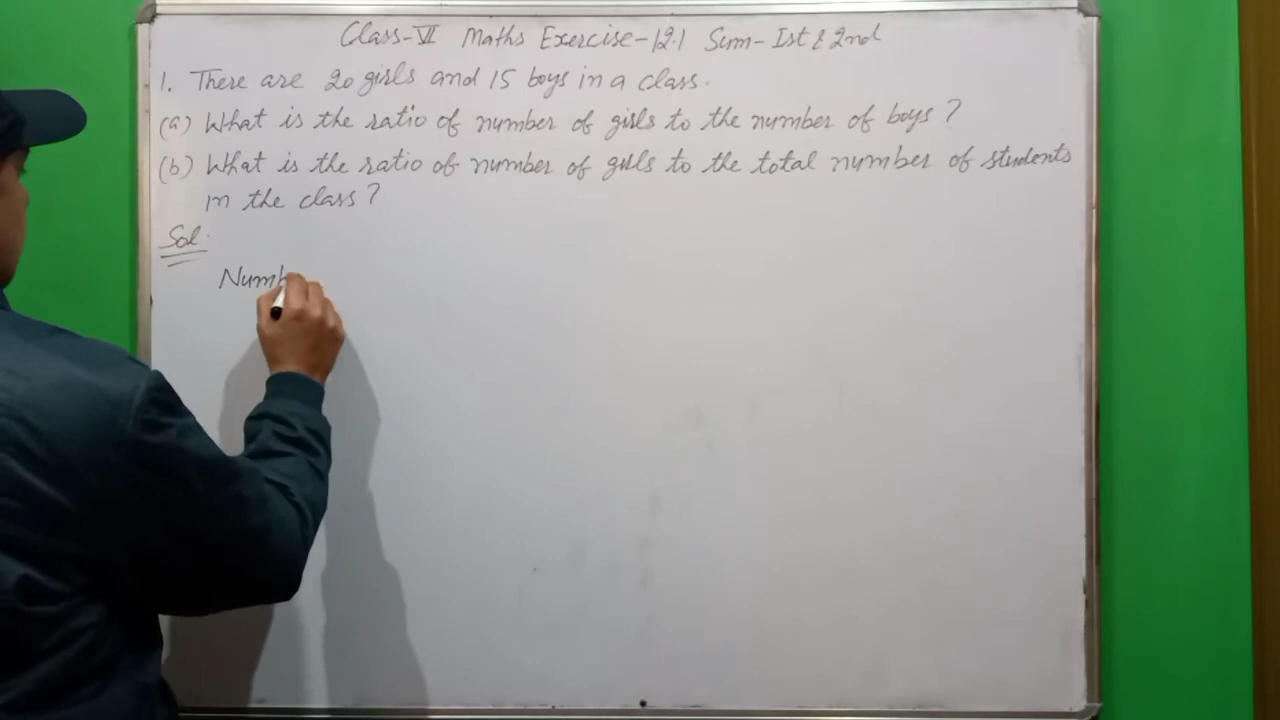 Class-VI Maths Exercise-12.1 Sum-Ist & 2nd
1. There are 20 girls and 15 boys in a class.
(a) What is the ratio of number of girls to the number of boys?
(b) What is the ratio of number of girls to the total number of students
in the class?
Sol.
Numb